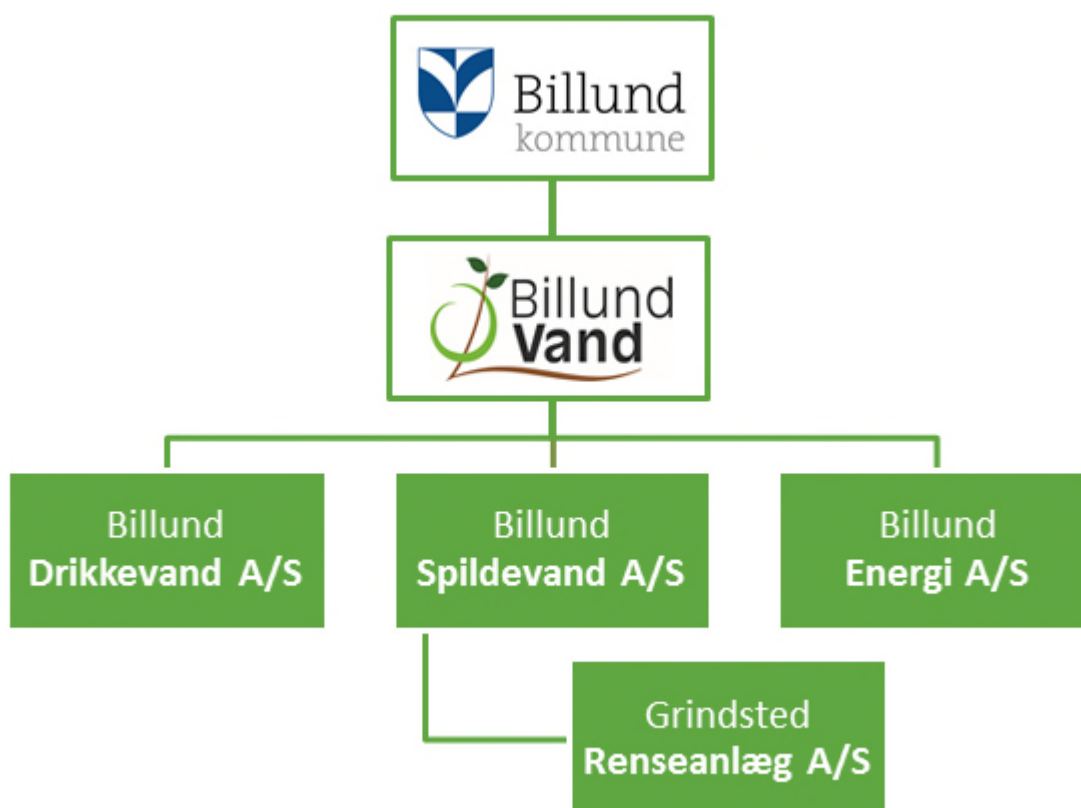 Billund
kommune
Billund
Vand
Billund
Drikkevand A/S
Billund
Spildevand A/S
Billund
Energi A/S
Grindsted
Renseanlæg A/S